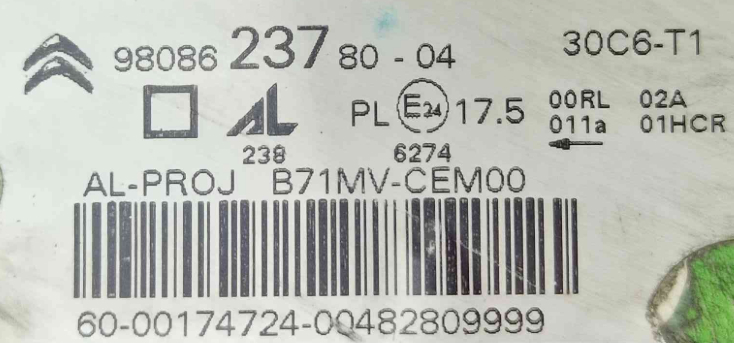 98086 237 80 - 04 30C6-T1
AL PL E24 17.5 00RL 02A
011a 01HCR
238 6274
AL-PROJ B71MV-CEM00
60-00174724-00482809999